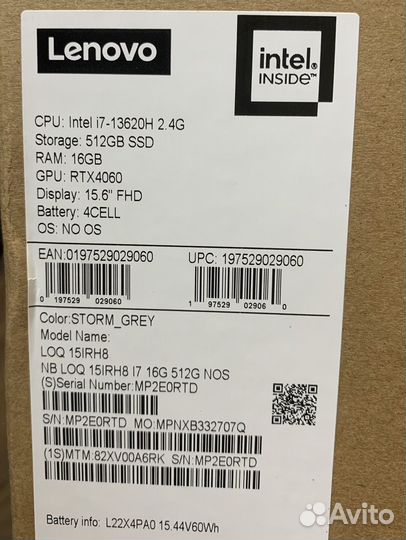 Lenovo
intel
INSIDE™
CPU: Intel i7-13620H 2.4G
Storage: 512GB SSD
RAM: 16GB
GPU: RTX4060
Display: 15.6" FHD
Battery: 4CELL
OS: NO OS
EAN:0197529029060 UPC: 197529029060
0 197529 029060 1 97529 02906 0
Color:STORM_GREY
Model Name:
LOQ 15IRH8
NB LOQ 15IRH8 I7 16G 512G NOS
(S)Serial Number:MP2E0RTD
S/N:MP2E0RTD MO:MPNXB332707Q
(1S)MTM:82XV00A6RK S/N:MP2E0RTD
Battery info: L22X4PA0 15.44V60Wh
Avito